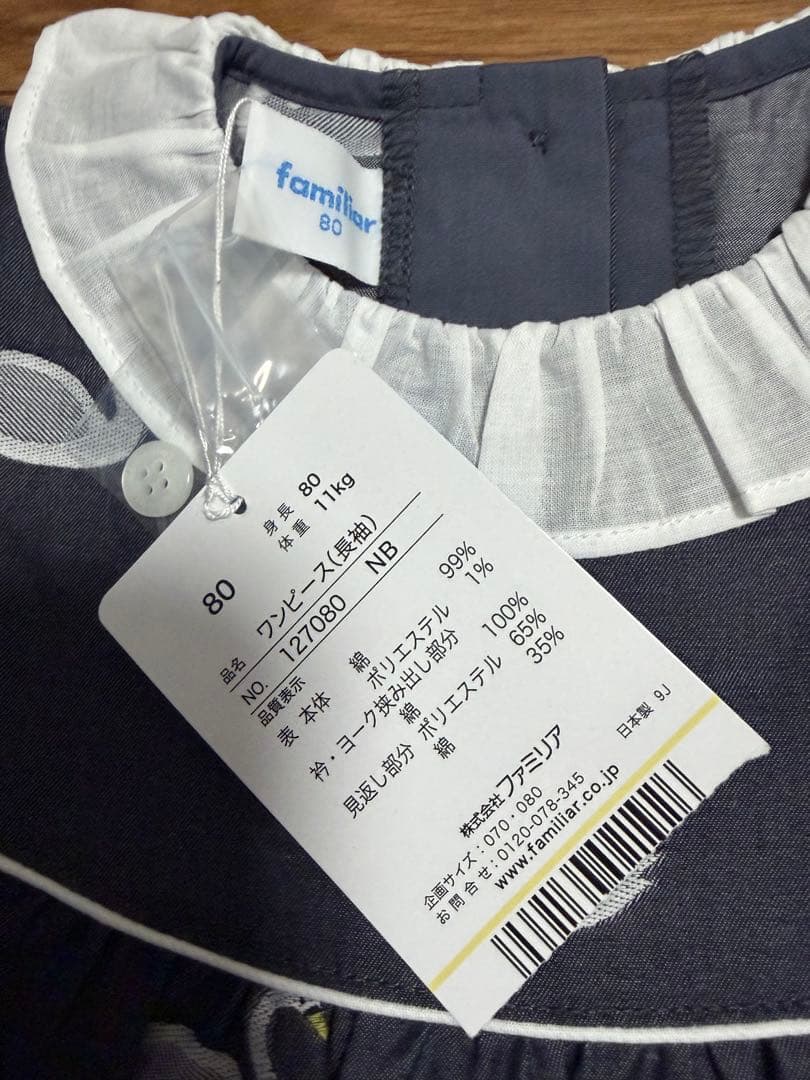 familiar
80
80
身長 80
体重 11kg
品名 ワンピース(長袖)
NO. 127080 NB
品質表示
表 本体 綿 99%
ポリエステル 1%
衿・ヨーク挟み出し部分
綿 100%
見返し部分 ポリエステル 65%
綿 35%
株式会社ファミリア
日本製 9J
企画サイズ：070・080
お問合せ：0120-078-345
www.familiar.co.jp